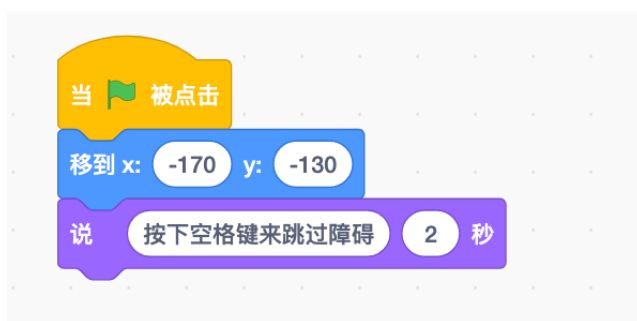 当 被点击
移到 x: -170 y: -130
说 按下空格键来跳过障碍 2 秒